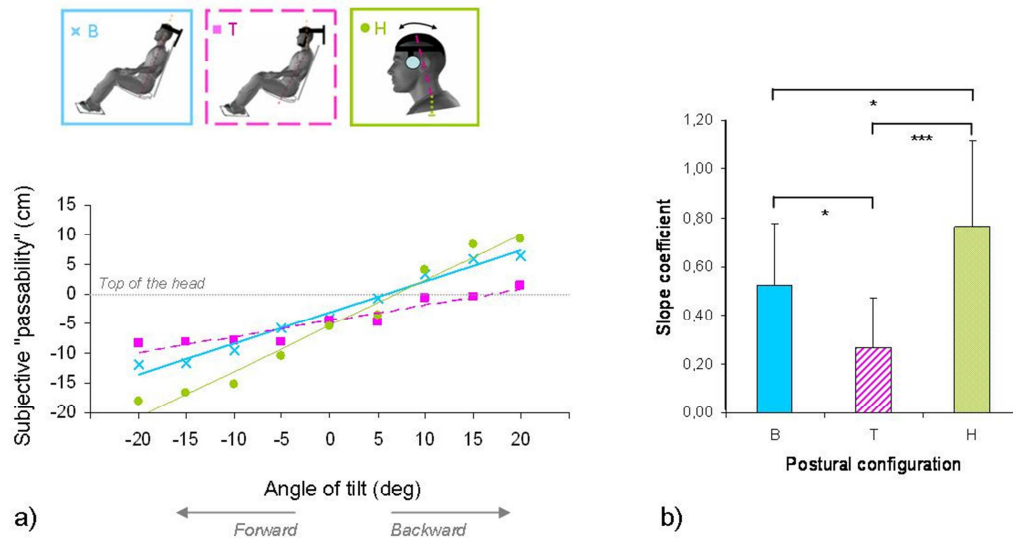 B
T
H
Subjective "passability" (cm)
15
10
5
0
-5
-10
-15
-20
Top of the head
-20 -15 -10 -5 0 5 10 15 20
Angle of tilt (deg)
Forward Backward
a)
* 
***
*
Slope coefficient
1,20
1,00
0,80
0,60
0,40
0,20
0,00
B T H
Postural configuration
b)